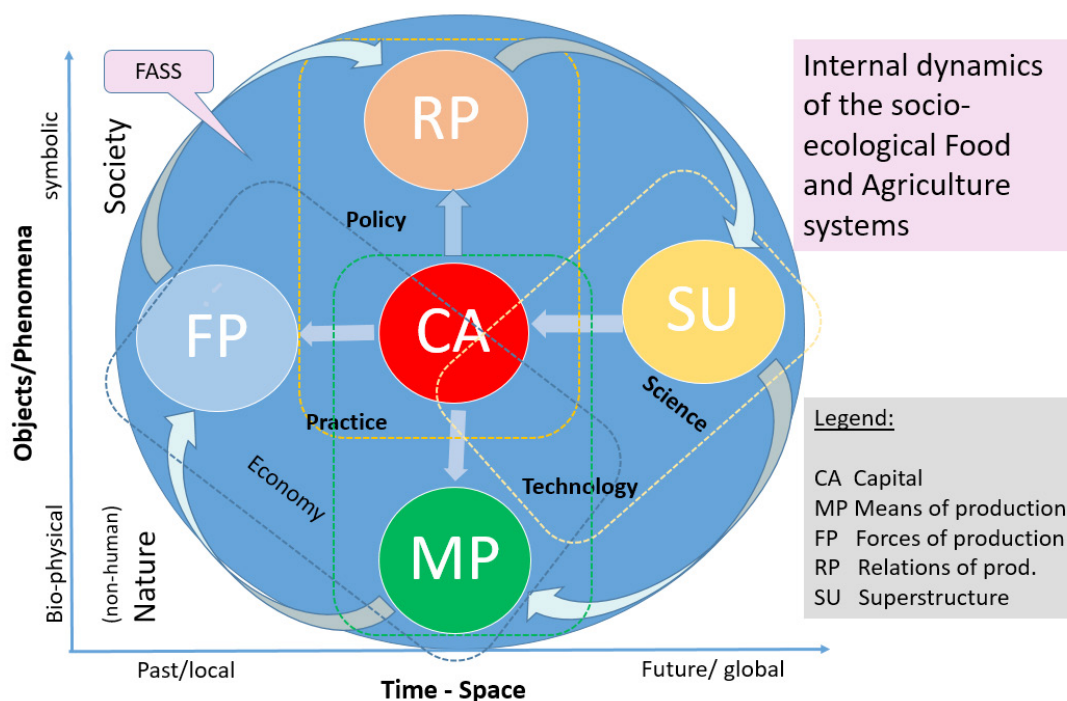 FASS
RP
Internal dynamics
of the socio-
ecological Food
and Agriculture
systems
symbolic
Society
Policy
Objects/Phenomena
FP
CA
SU
Science
Practice
Economy
Technology
MP
Bio-physical
(non-human)
Nature
Legend:
CA Capital
MP Means of production
FP Forces of production
RP Relations of prod.
SU Superstructure
Past/local
Time - Space
Future/ global